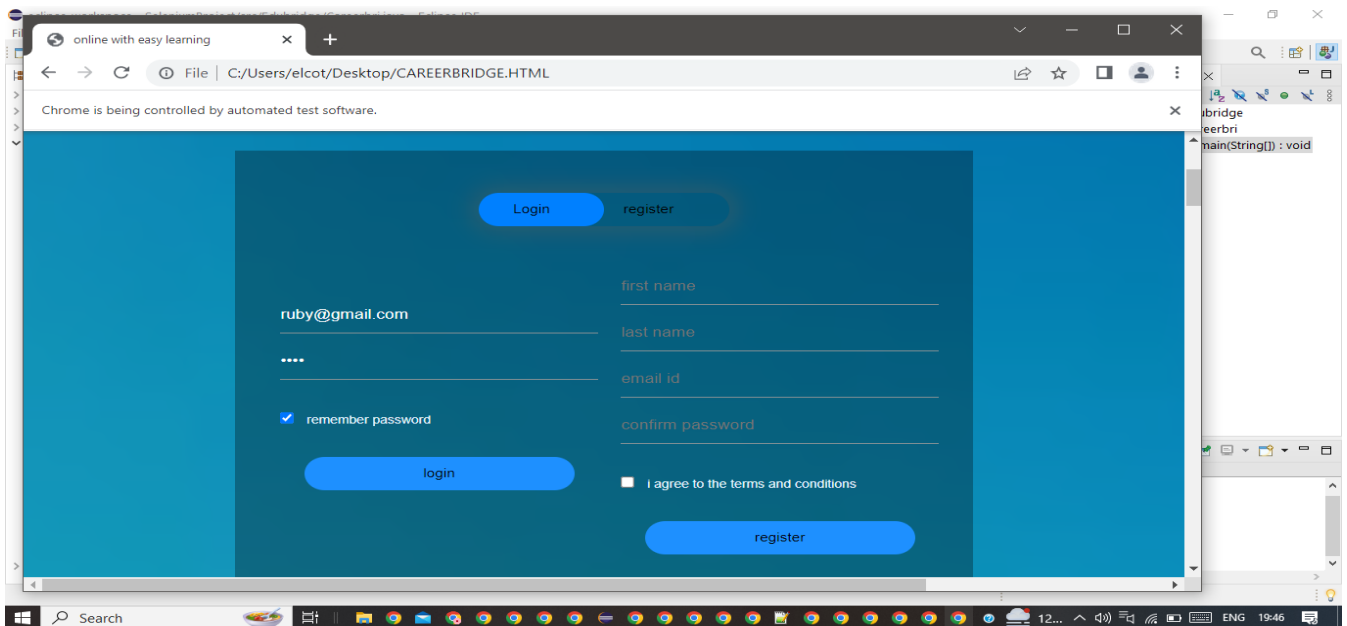 online with easy learning
File C:/Users/elcot/Desktop/CAREERBRIDGE.HTML
Chrome is being controlled by automated test software.
Login register
ruby@gmail.com
••••
remember password
login
first name
last name
email id
confirm password
i agree to the terms and conditions
register
main(String[]) : void
Search
12... ENG 19:46